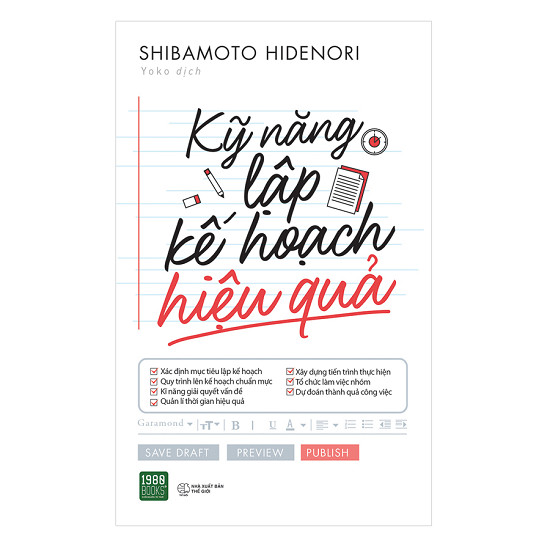 SHIBAMOTO HIDENORI
Yoko dịch
Kỹ năng
lập
kế hoạch
hiệu quả
Xác định mục tiêu lập kế hoạch
Quy trình lên kế hoạch chuẩn mực
Kĩ năng giải quyết vấn đề
Quản lí thời gian hiệu quả
Xây dựng tiến trình thực hiện
Tổ chức làm việc nhóm
Dự đoán thành quả công việc
Garamond TT B I U A
SAVE DRAFT PREVIEW PUBLISH
1980
BOOKS
NHÀ XUẤT BẢN
THẾ GIỚI